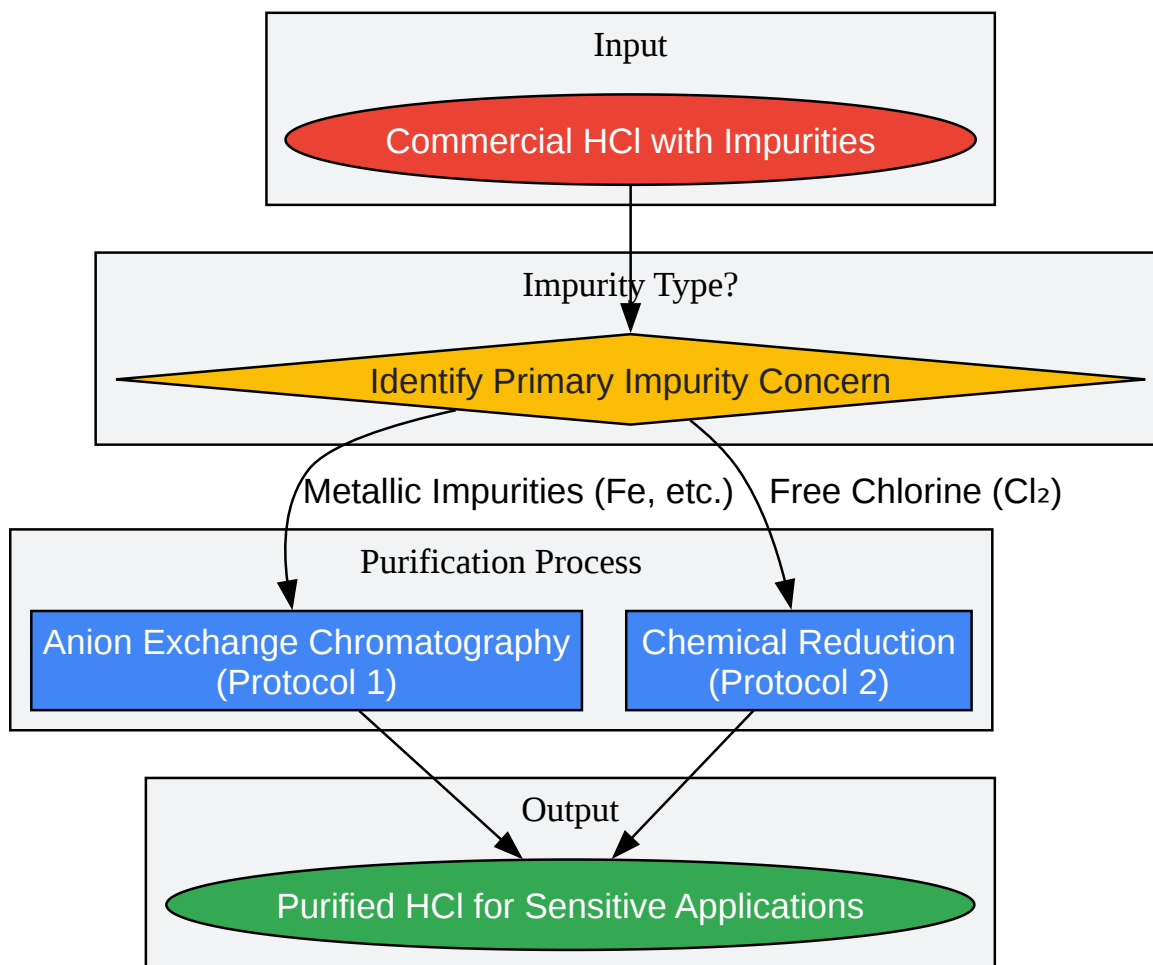 Input
Commercial HCl with Impurities
Impurity Type?
Identify Primary Impurity Concern
Metallic Impurities (Fe, etc.)
Free Chlorine (Cl₂)
Purification Process
Anion Exchange Chromatography
(Protocol 1)
Chemical Reduction
(Protocol 2)
Output
Purified HCl for Sensitive Applications